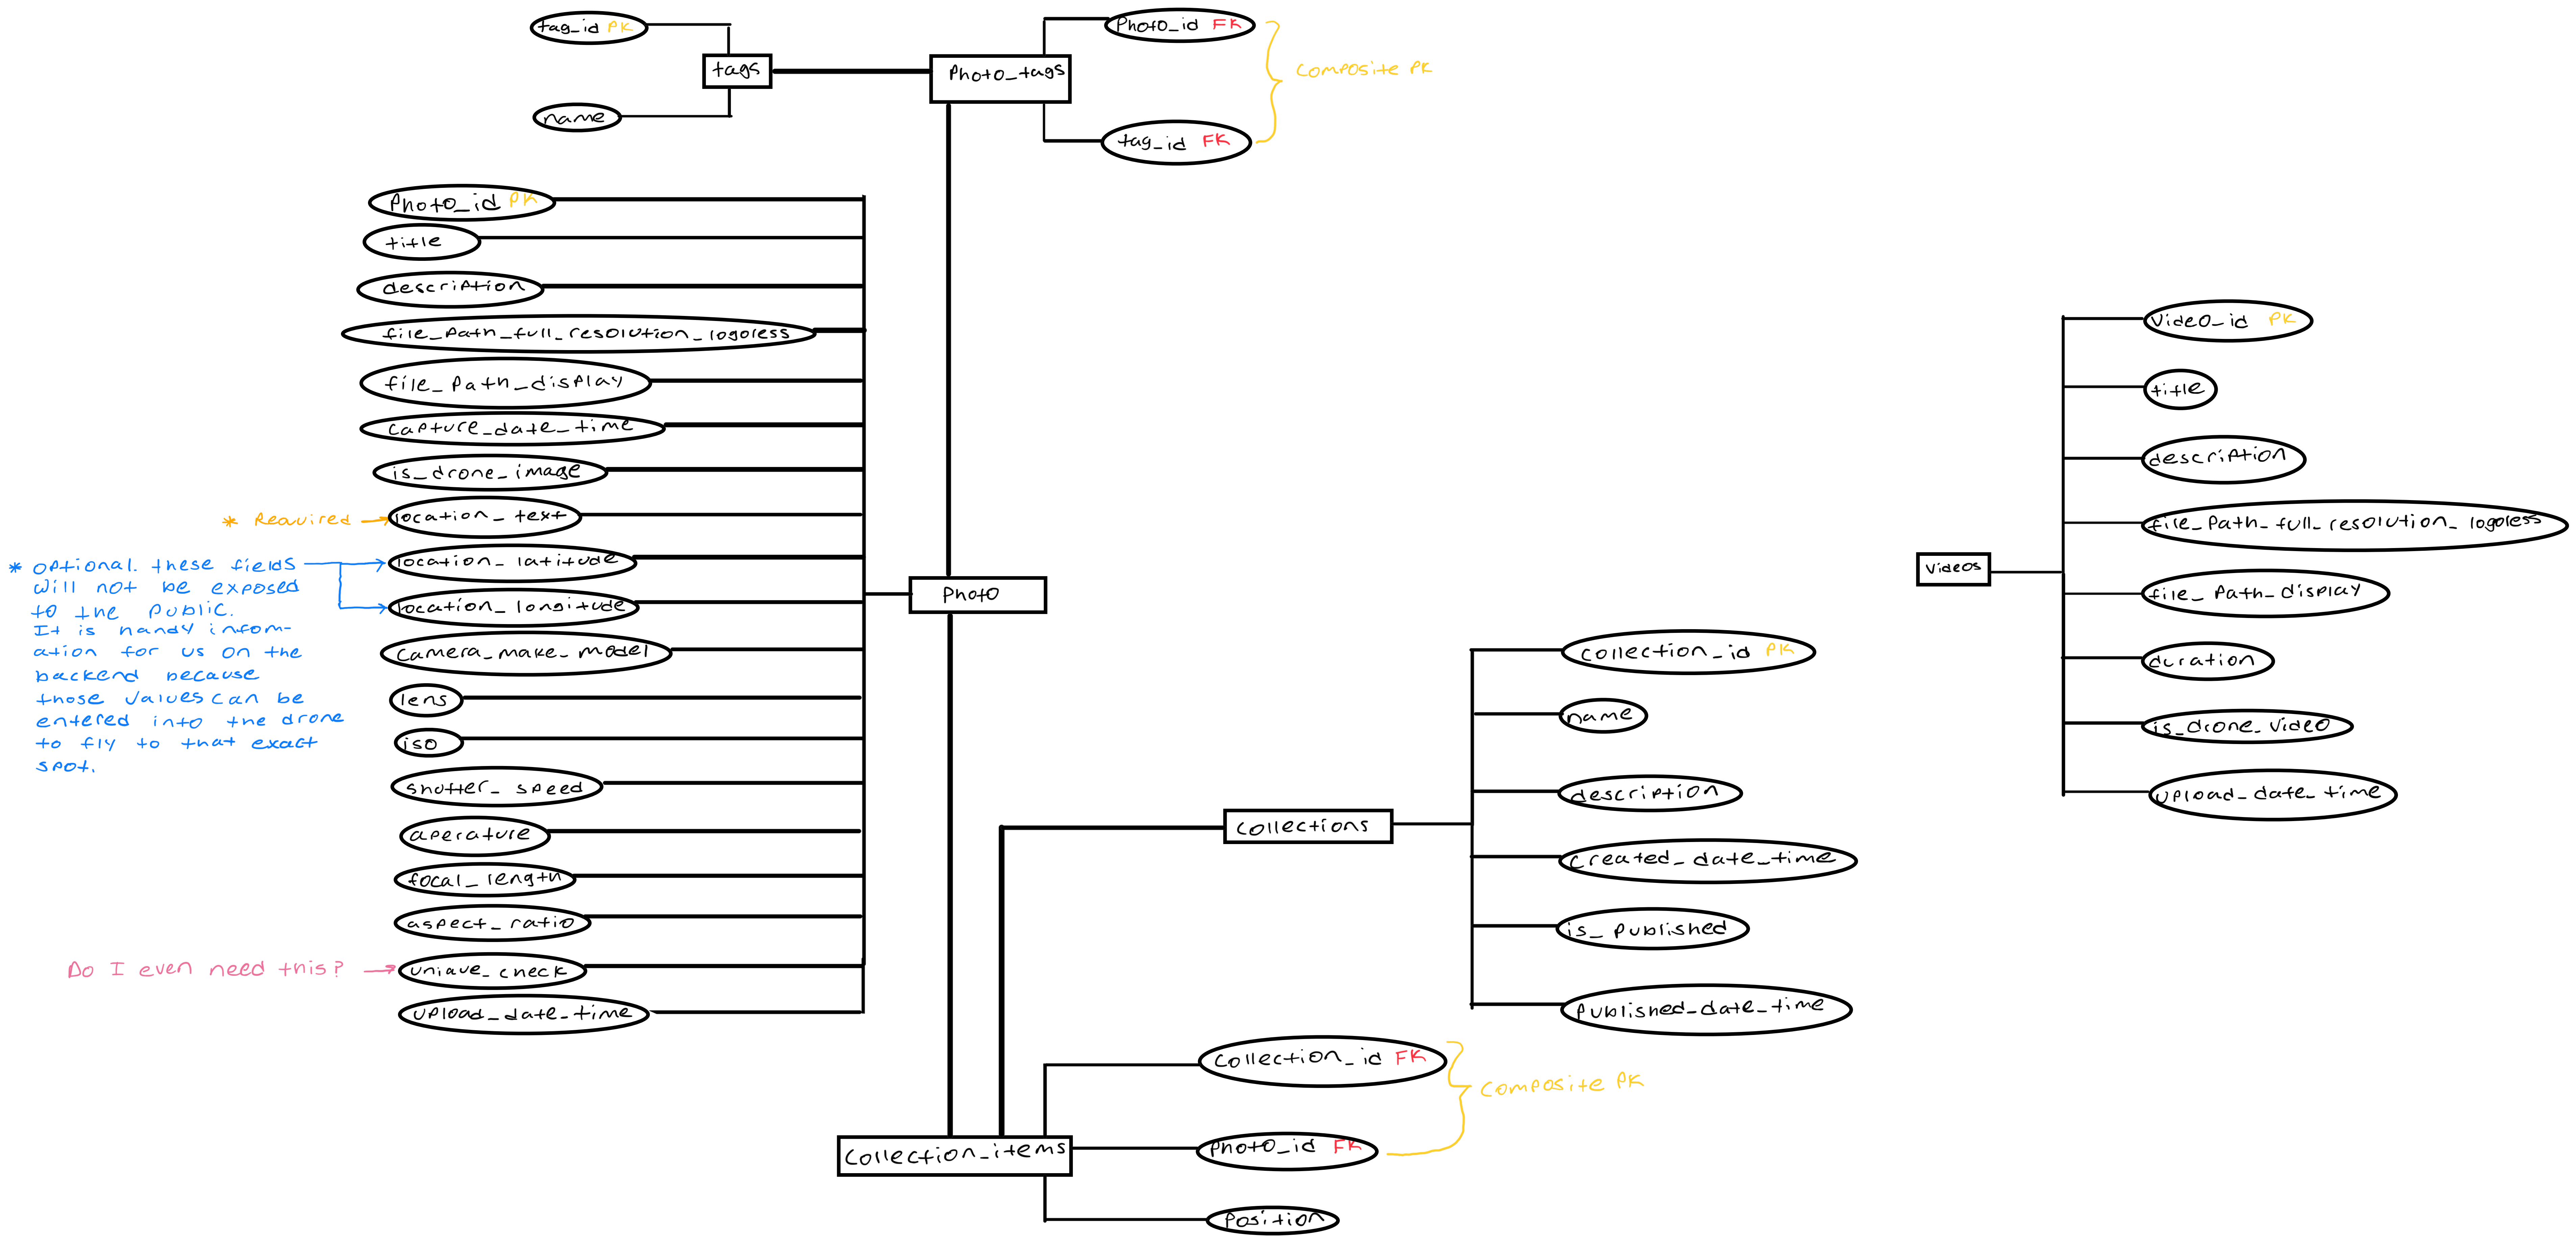 tag_id PK
tags
name
Photo_tags
Photo_id FK
tag_id FK
composite PK
Photo_id PK
title
description
file_path_full_resolution_logoless
file_path_display
capture_date_time
is_drone_image
* Required
location_text
* optional. these fields
will not be exposed
to the public.
It is handy infom-
ation for us on the
backend because
those values can be
entered into the drone
to fly to that exact
spot.
location_latitude
location_longitude
camera_make_model
lens
iso
shutter_speed
aperature
focal_length
aspect_ratio
Do I even need this?
unique_check
upload_date_time
Photo
collections
collection_id PK
name
description
created_date_time
is_published
published_date_time
collection_items
collection_id FK
Photo_id FK
composite PK
position
videos
video_id PK
title
description
file_path_full_resolution_logoless
file_path_display
duration
is_drone_video
upload_date_time